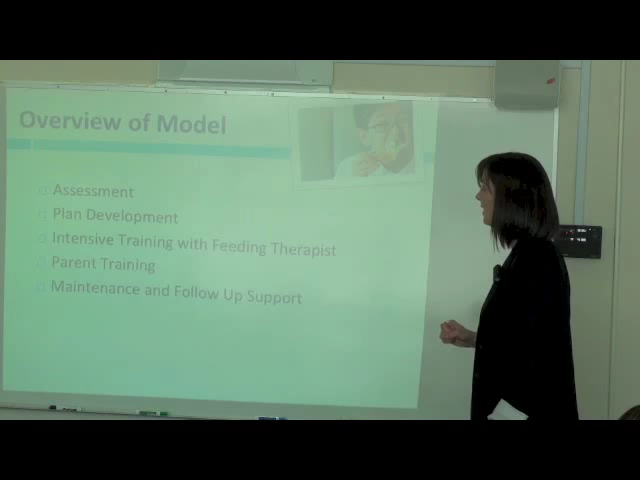 Overview of Model
Assessment
Plan Development
Intensive Training with Feeding Therapist
Parent Training
Maintenance and Follow Up Support